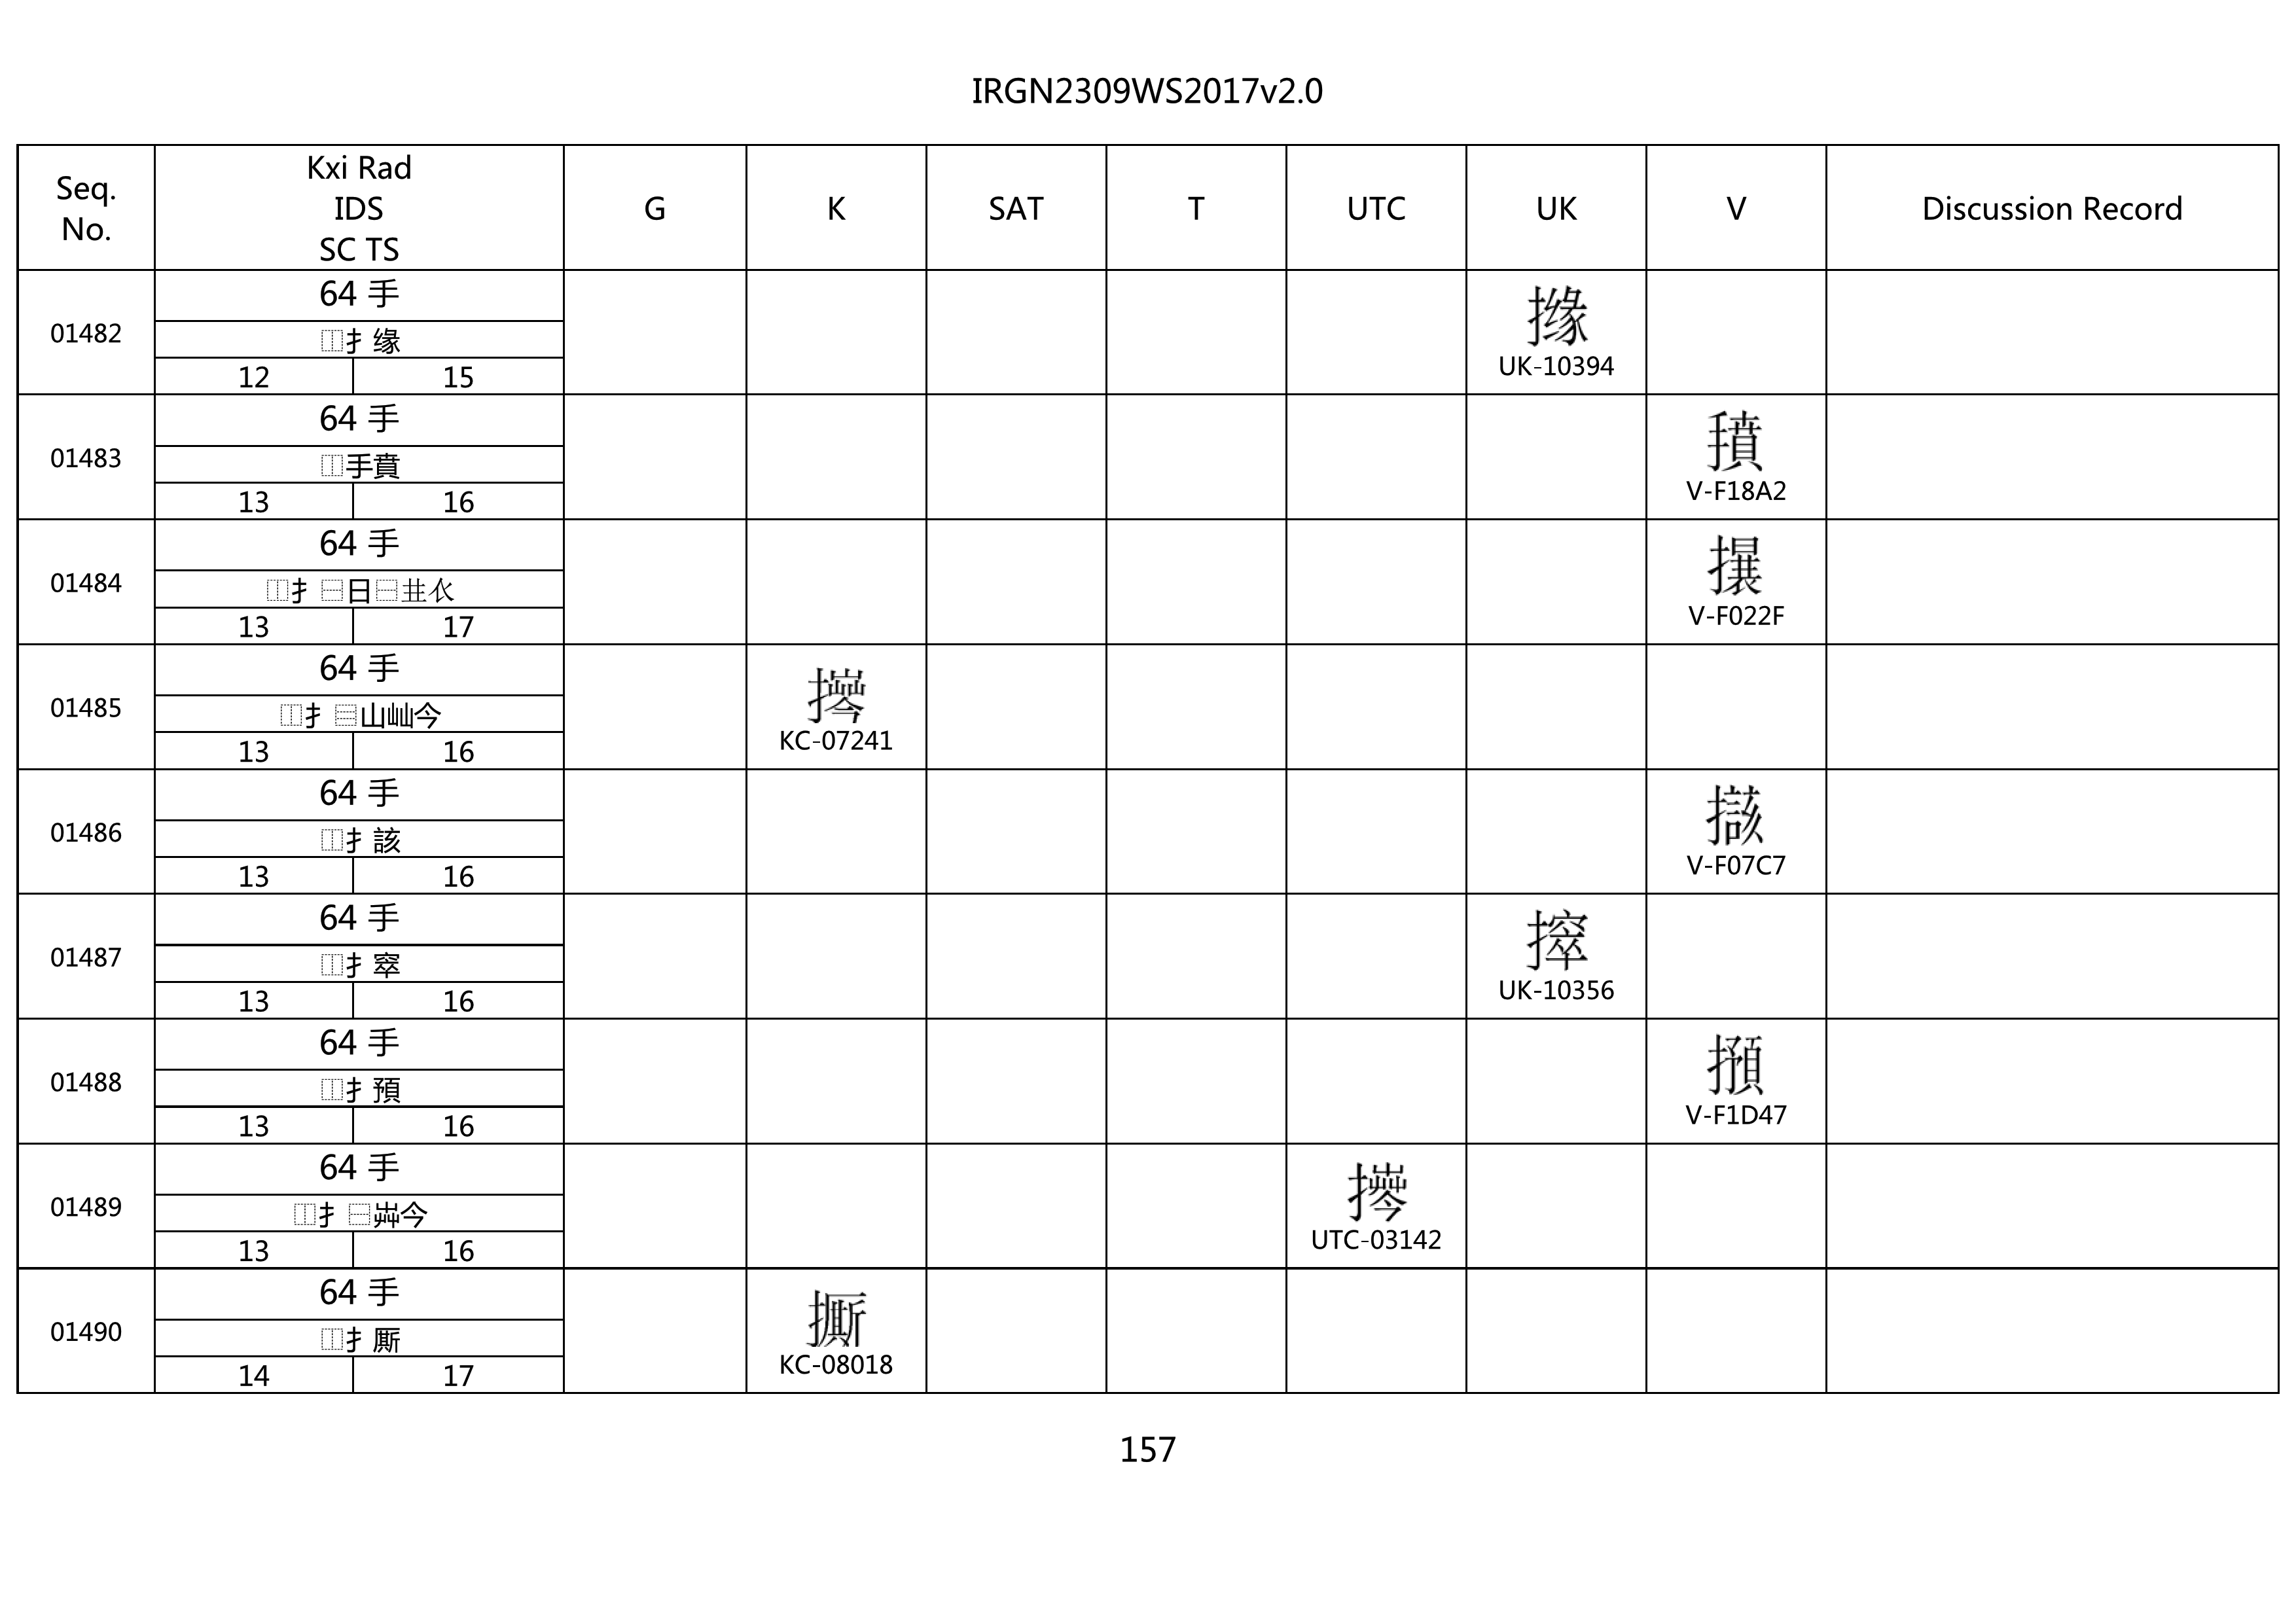 IRGN2309WS2017v2.0
Seq. No. Kxi Rad IDS SC TS G K SAT T UTC UK V Discussion Record
01482 64 手
⿰扌缘
12 15
UK-10394
01483 64 手
⿰手賁
13 16
V-F18A2
01484 64 手
⿰扌⿱日⿱𠀎𧘇
13 17
V-F022F
01485 64 手
⿰扌⿳山屾今
13 16
KC-07241
01486 64 手
⿰扌該
13 16
V-F07C7
01487 64 手
⿰扌窣
13 16
UK-10356
01488 64 手
⿰扌預
13 16
V-F1D47
01489 64 手
⿰扌⿱茻今
13 16
UTC-03142
01490 64 手
⿰扌厮
14 17
KC-08018
157